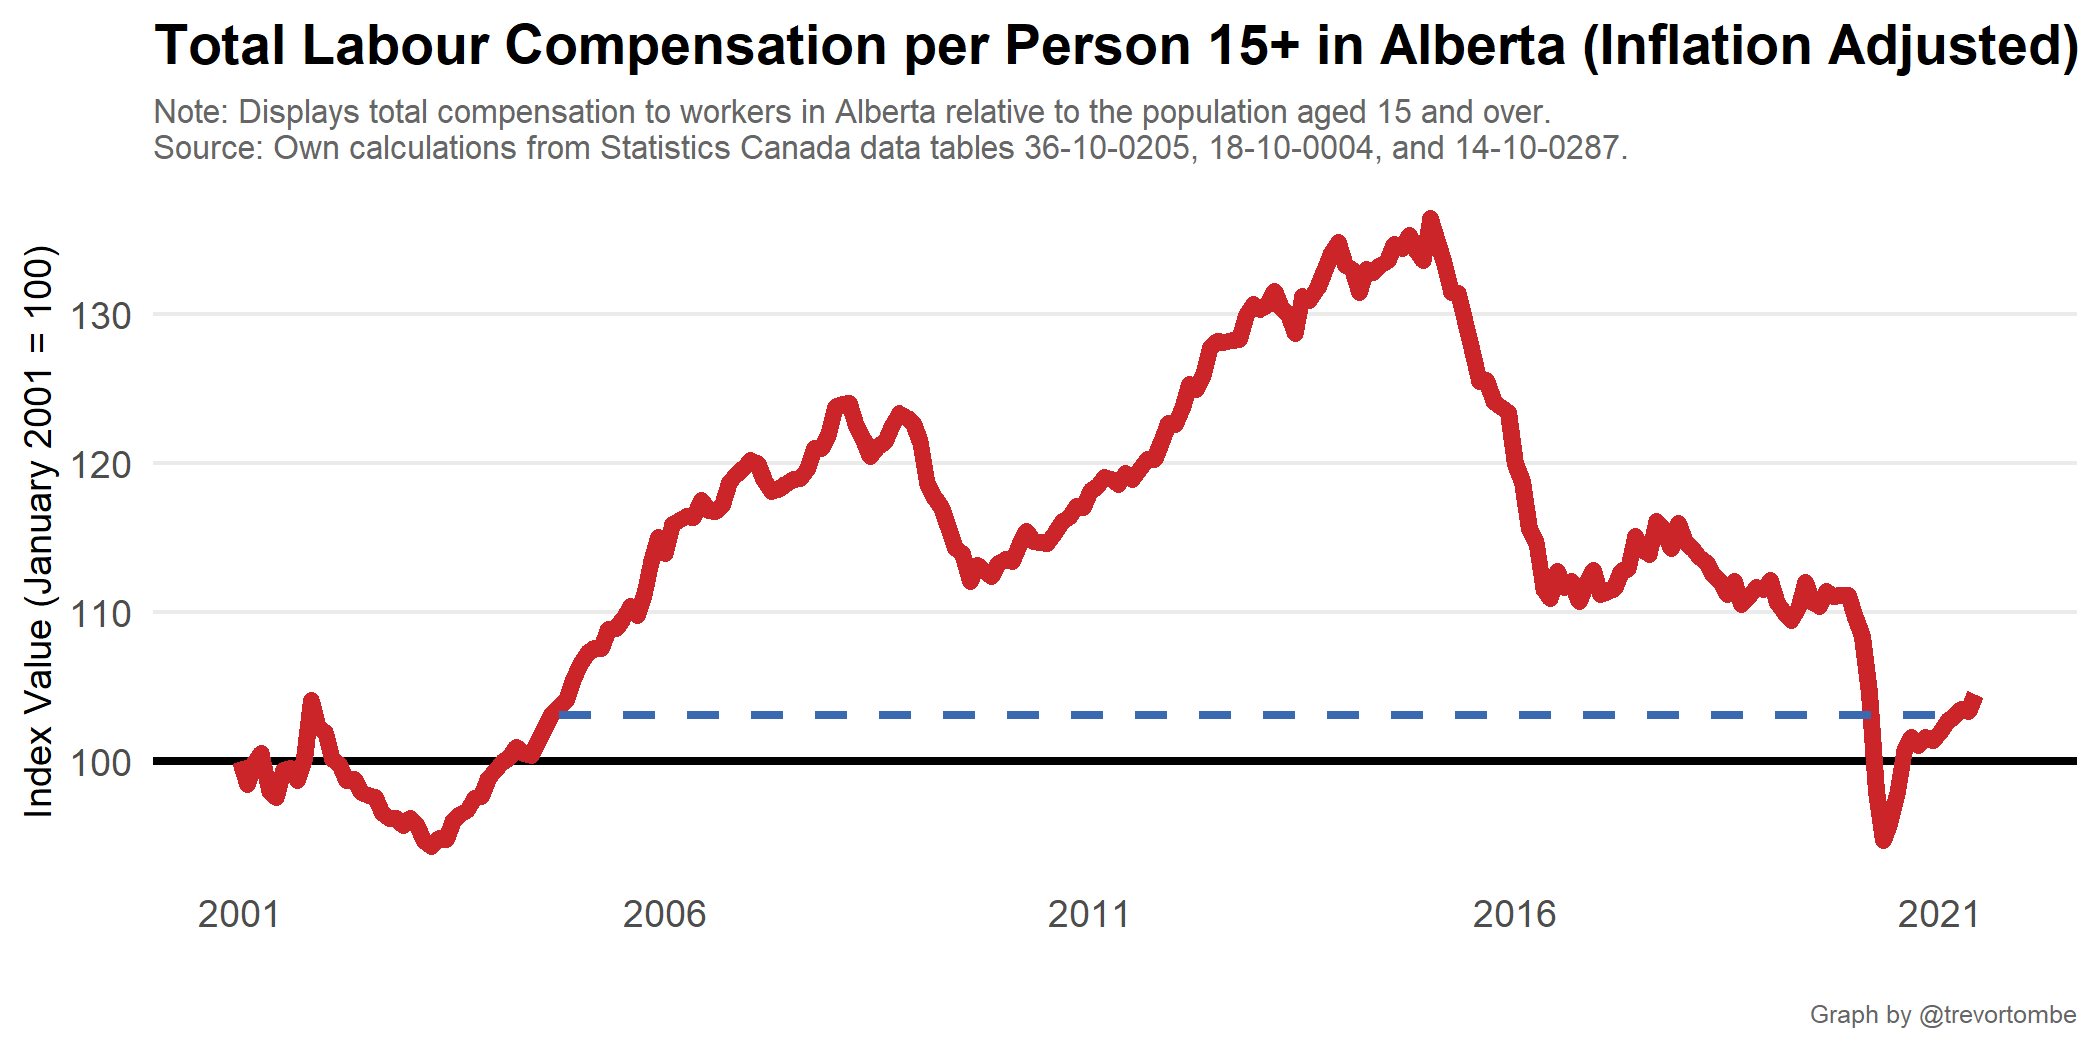 Total Labour Compensation per Person 15+ in Alberta (Inflation Adjusted)
Note: Displays total compensation to workers in Alberta relative to the population aged 15 and over.
Source: Own calculations from Statistics Canada data tables 36-10-0205, 18-10-0004, and 14-10-0287.
Index Value (January 2001 = 100)
130
120
110
100
2001
2006
2011
2016
2021
Graph by @trevortombe